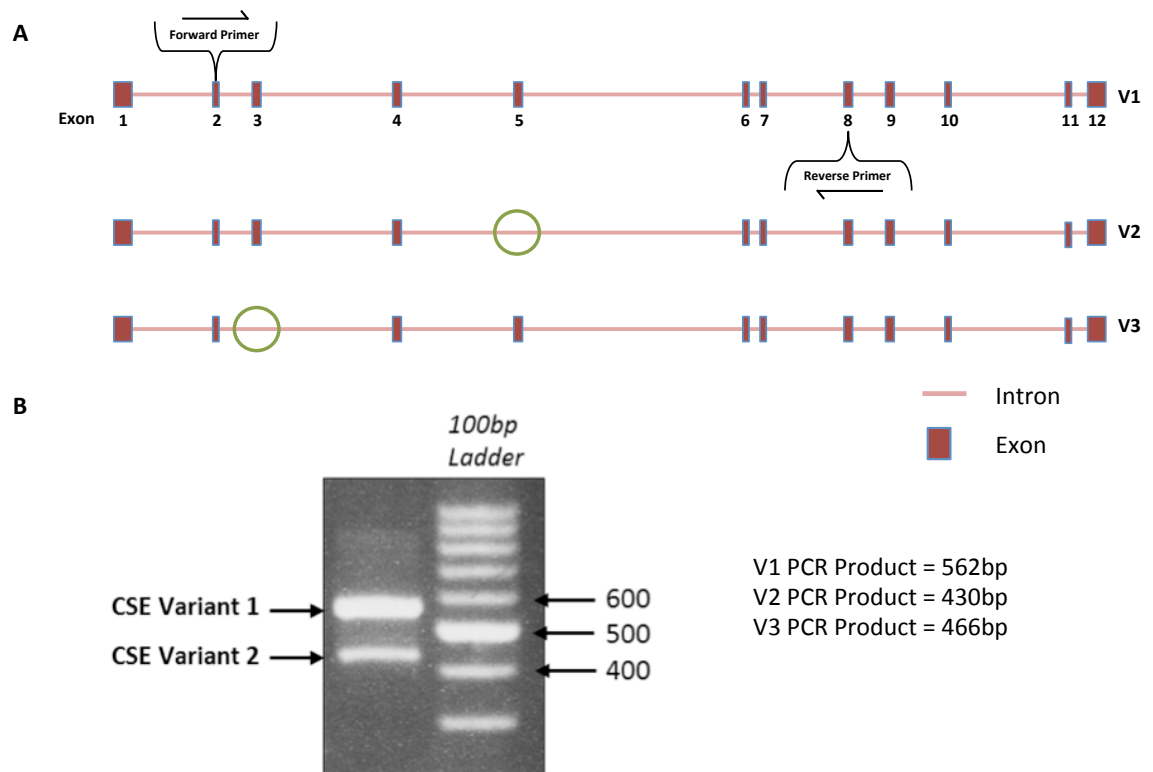 A
Forward Primer
V1
Exon 1 2 3 4 5 6 7 8 9 10 11 12
Reverse Primer
V2
V3
B
Intron
Exon
100bp
Ladder
CSE Variant 1
CSE Variant 2
600
500
400
V1 PCR Product = 562bp
V2 PCR Product = 430bp
V3 PCR Product = 466bp